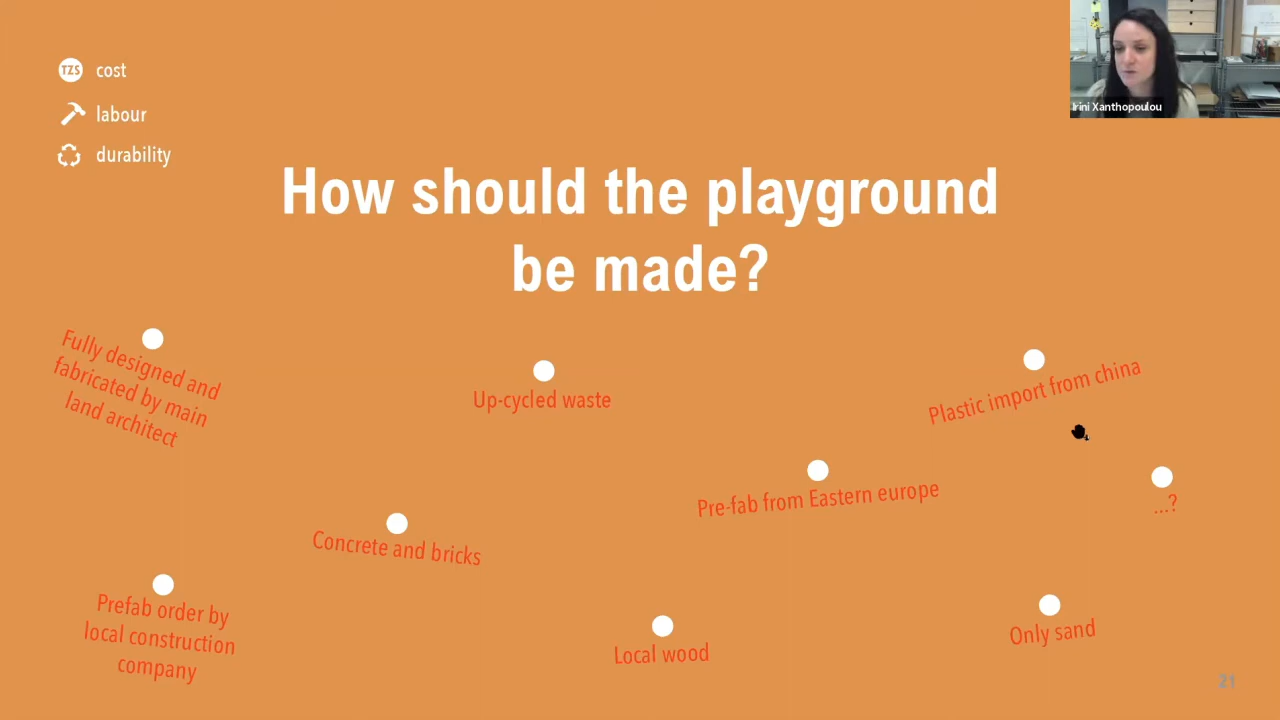 TZS cost
labour
durability
Irini Xanthopoulou
How should the playground
be made?
Fully designed and
fabricated by main
land architect
Up-cycled waste
Plastic import from china
Pre-fab from Eastern europe
...?
Concrete and bricks
Prefab order by
local construction
company
Local wood
Only sand
21